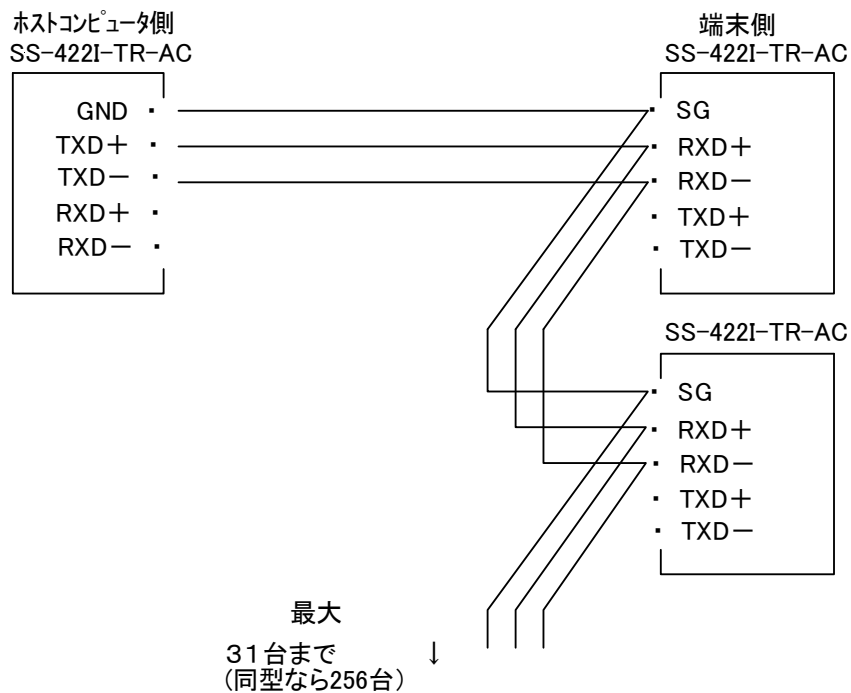 ﾎｽﾄｺﾝﾋﾟｭｰﾀ側
SS-422I-TR-AC
GND
TXD＋
TXD－
RXD＋
RXD－
端末側
SS-422I-TR-AC
SG
RXD＋
RXD－
TXD＋
TXD－
SS-422I-TR-AC
SG
RXD＋
RXD－
TXD＋
TXD－
最大
３１台まで ↓
(同型なら256台)